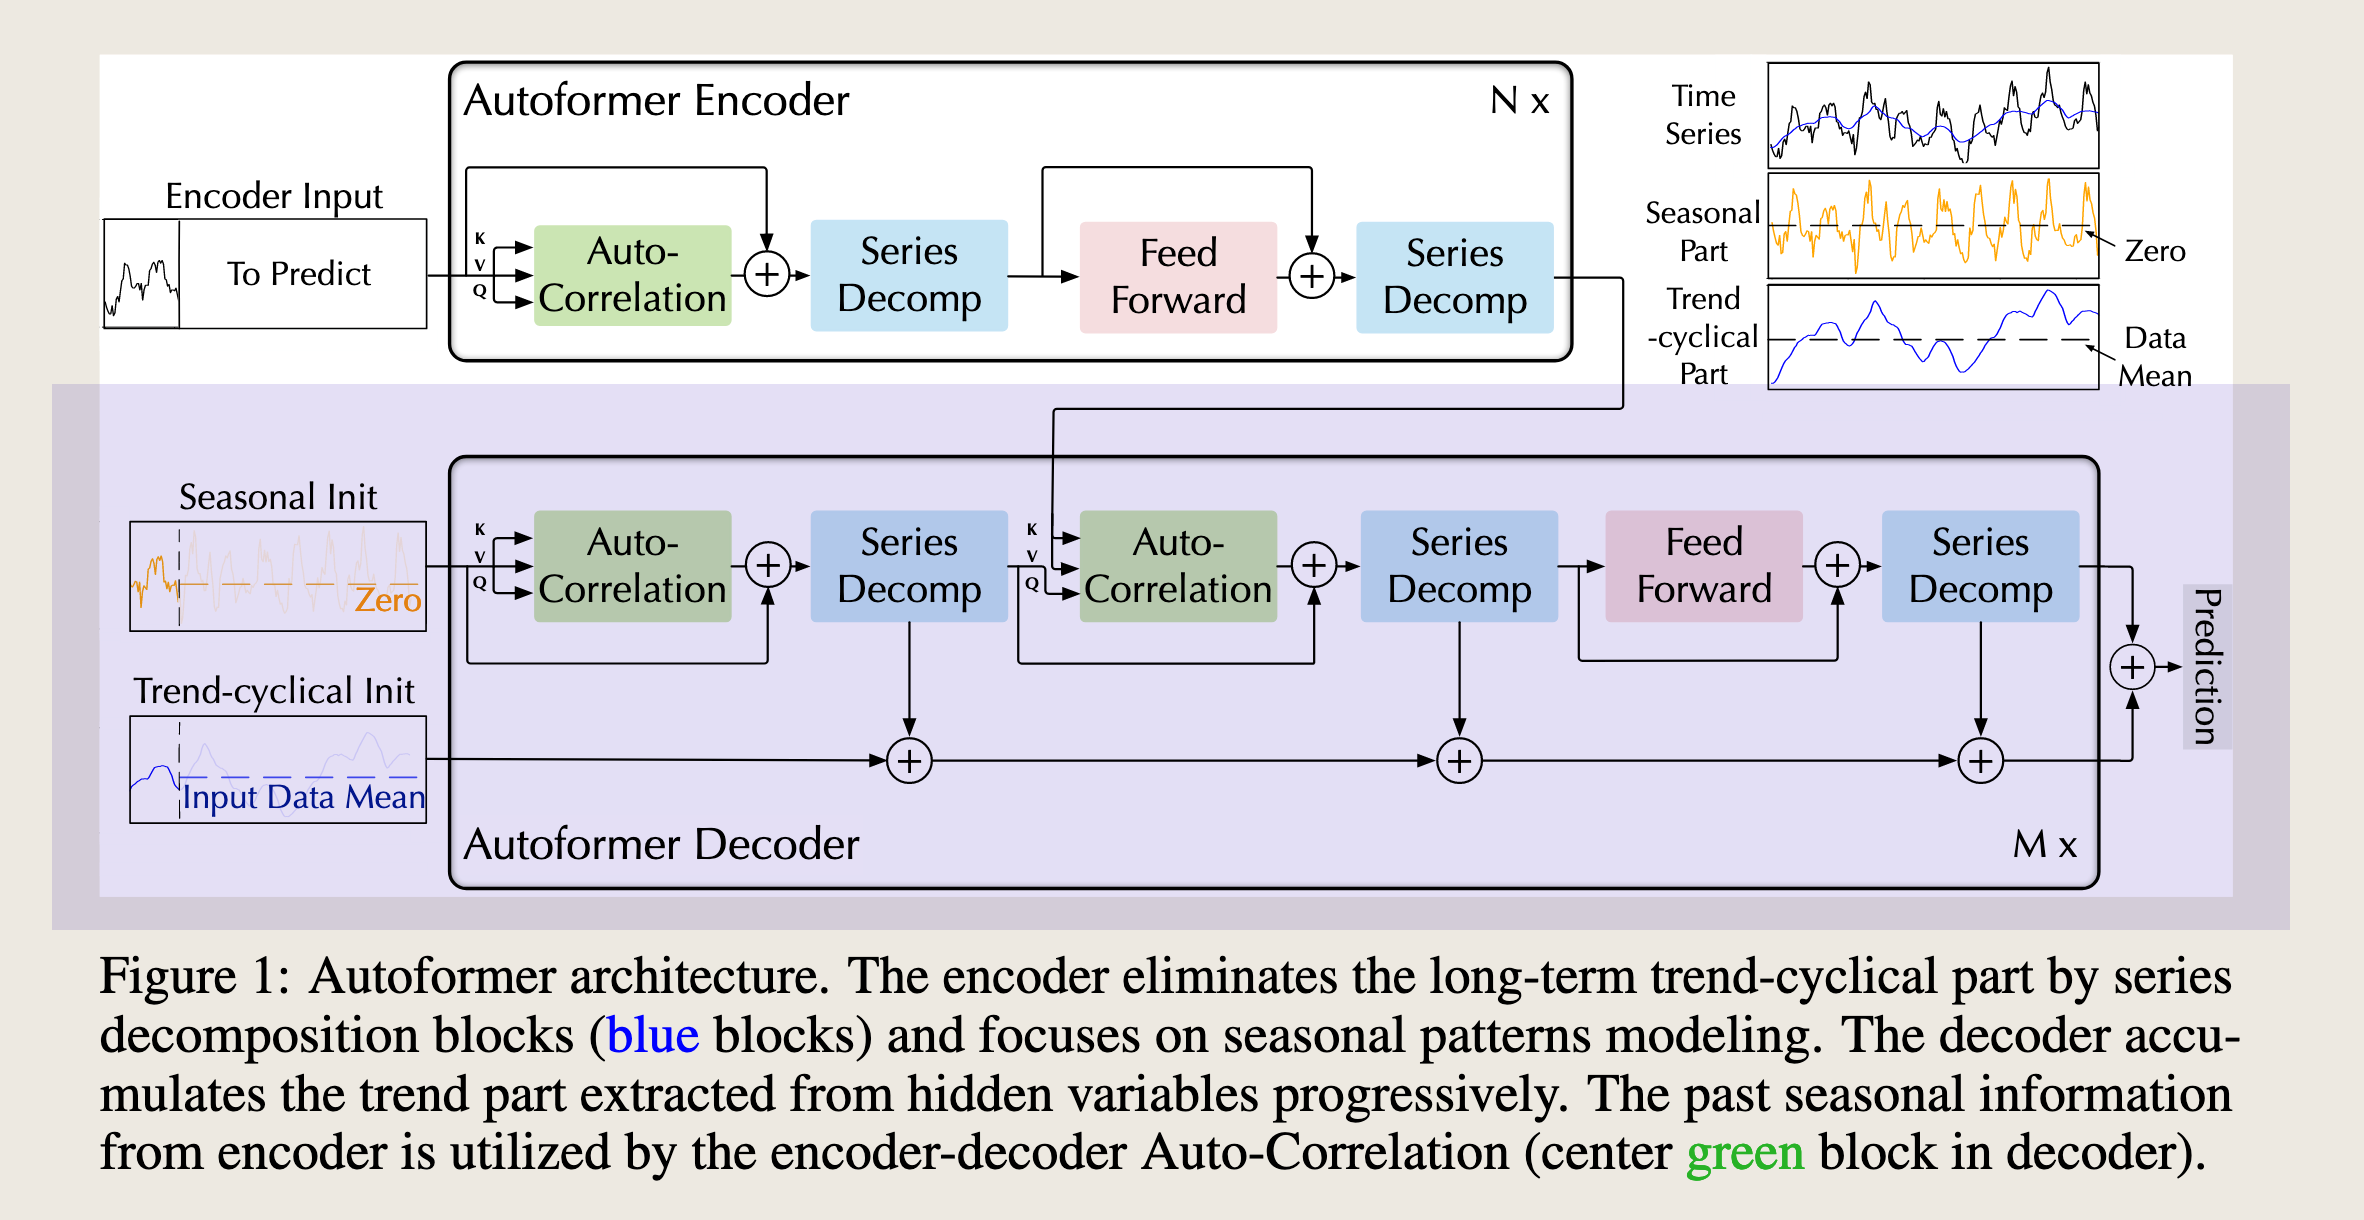 Autoformer Encoder
N x
Encoder Input
To Predict
K
V
Q
Auto-
Correlation
Series
Decomp
Feed
Forward
Series
Decomp
Time
Series
Seasonal
Part
Zero
Trend
-cyclical
Part
Data
Mean
Seasonal Init
Zero
K
V
Q
Auto-
Correlation
Series
Decomp
K
V
Q
Auto-
Correlation
Series
Decomp
Feed
Forward
Series
Decomp
Prediction
Trend-cyclical Init
Input Data Mean
Autoformer Decoder
M x
Figure 1: Autoformer architecture. The encoder eliminates the long-term trend-cyclical part by series
decomposition blocks (blue blocks) and focuses on seasonal patterns modeling. The decoder accu-
mulates the trend part extracted from hidden variables progressively. The past seasonal information
from encoder is utilized by the encoder-decoder Auto-Correlation (center green block in decoder).